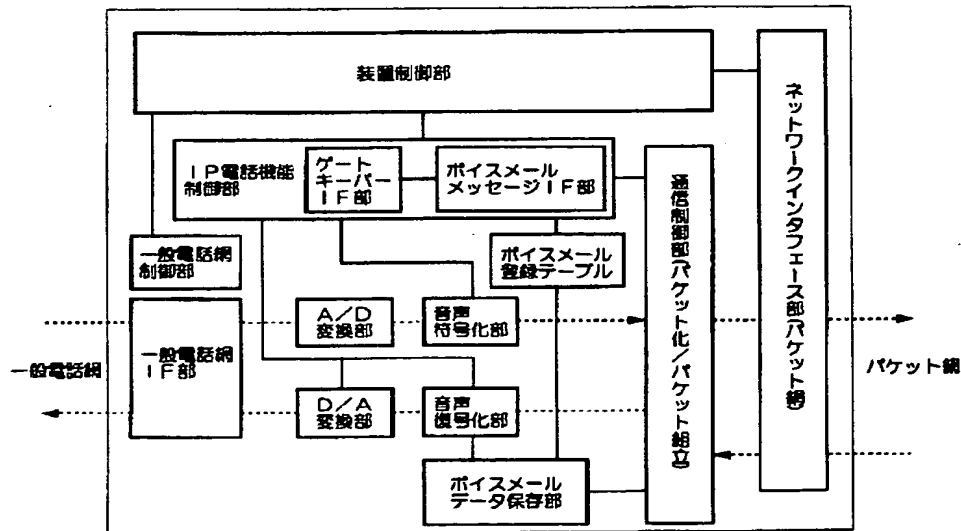 装置制御部
ネットワークインタフェース部(パケット網)
IP電話機能
制御部
ゲート
キーパー
IF部
ボイスメール
メッセージIF部
通信制御部(パケット化/パケット組立)
一般電話網
制御部
ボイスメール
登録テーブル
一般電話網
IF部
A/D
変換部
音声
符号化部
一般電話網
パケット網
D/A
変換部
音声
復号化部
ボイスメール
データ保存部